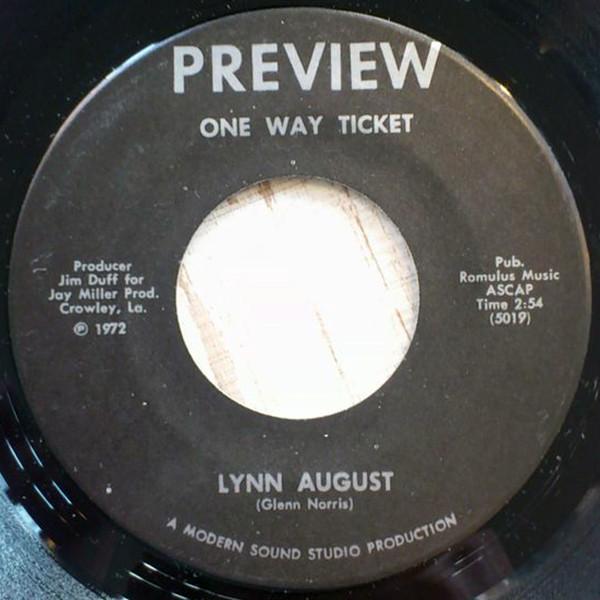 PREVIEW
ONE WAY TICKET
Producer
Jim Duff for
Jay Miller Prod.
Crowley, La.
℗ 1972
Pub.
Romulus Music
ASCAP
Time 2:54
(5019)
LYNN AUGUST
(Glenn Norris)
A MODERN SOUND STUDIO PRODUCTION